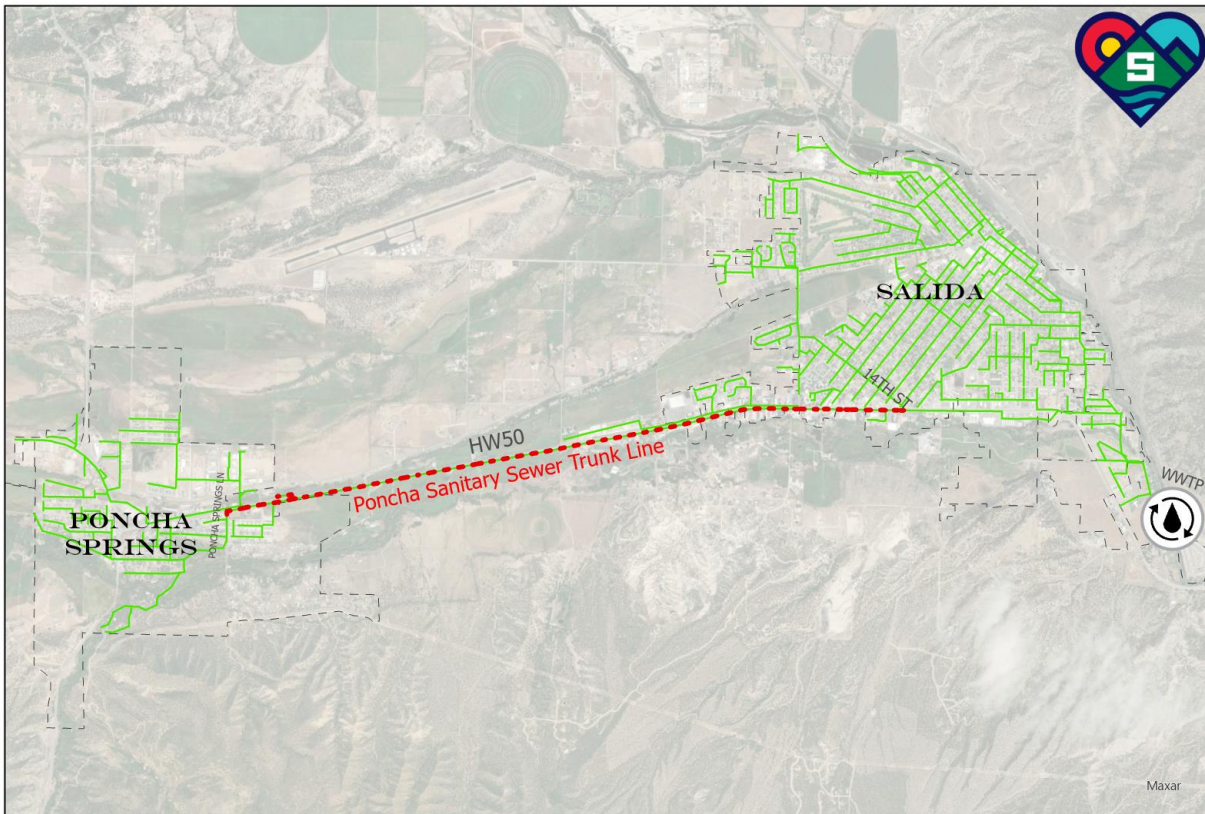 S
SALIDA
14TH ST
HW50
Poncha Sanitary Sewer Trunk Line
WWTP
PONCHA
SPRINGS
PONCHA SPRINGS LN
Maxar